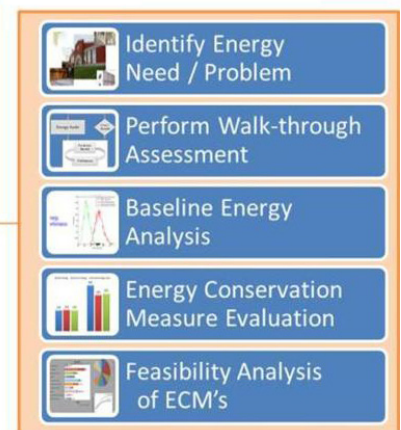 Identify Energy
Need / Problem
Perform Walk-through
Assessment
Baseline Energy
Analysis
Energy Conservation
Measure Evaluation
Feasibility Analysis
of ECM's